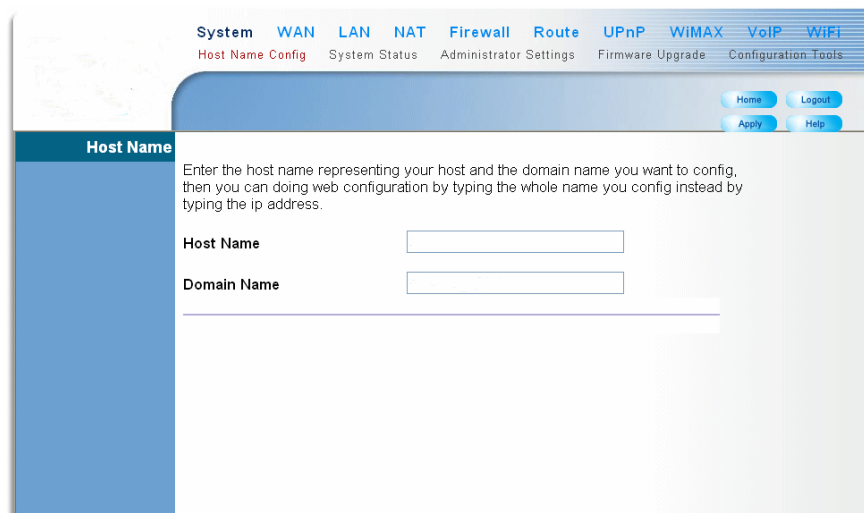 System WAN LAN NAT Firewall Route UPnP WiMAX VoIP WiFi
Host Name Config System Status Administrator Settings Firmware Upgrade Configuration Tools
Home Logout
Apply Help
Host Name
Enter the host name representing your host and the domain name you want to config,
then you can doing web configuration by typing the whole name you config instead by
typing the ip address.
Host Name
Domain Name